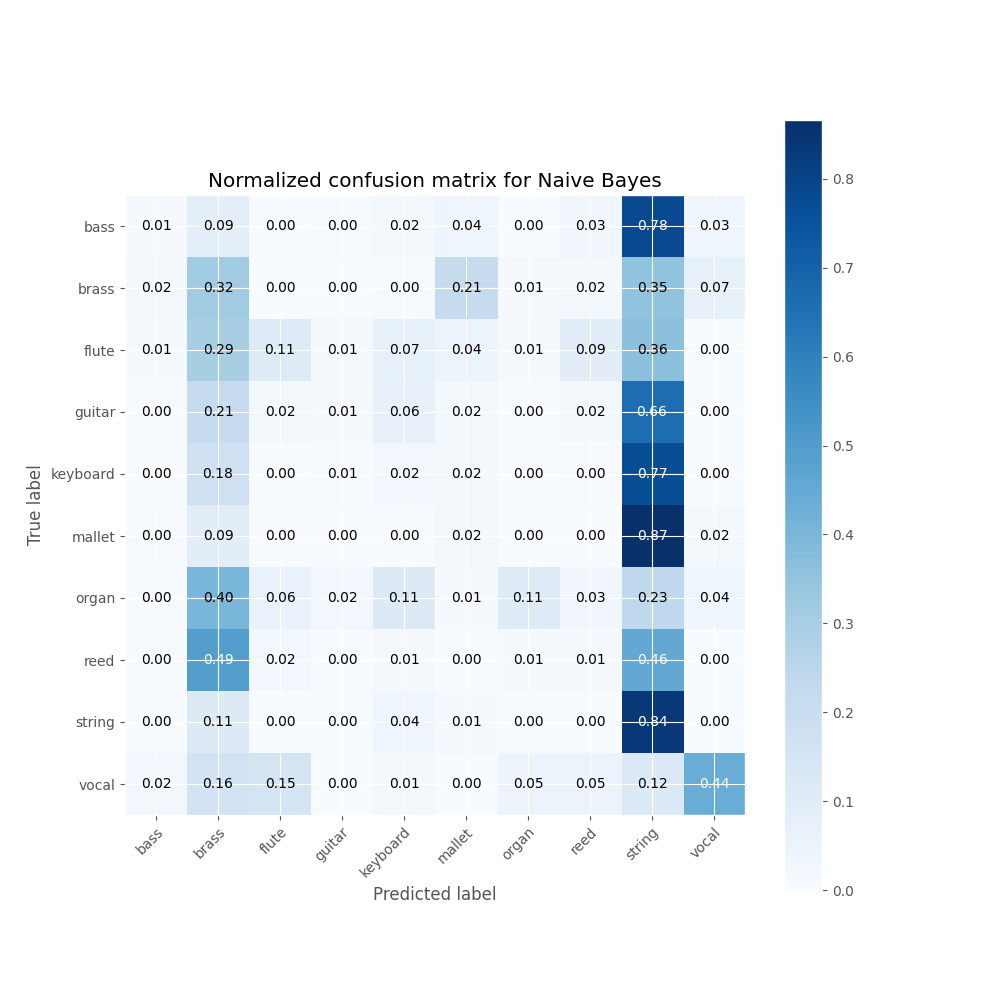 Normalized confusion matrix for Naive Bayes
bass 0.01 0.09 0.00 0.00 0.02 0.04 0.00 0.03 0.78 0.03
brass 0.02 0.32 0.00 0.00 0.00 0.21 0.01 0.02 0.35 0.07
flute 0.01 0.29 0.11 0.01 0.07 0.04 0.01 0.09 0.36 0.00
guitar 0.00 0.21 0.02 0.01 0.06 0.02 0.00 0.02 0.66 0.00
keyboard 0.00 0.18 0.00 0.01 0.02 0.02 0.00 0.00 0.77 0.00
mallet 0.00 0.09 0.00 0.00 0.00 0.02 0.00 0.00 0.87 0.02
organ 0.00 0.40 0.06 0.02 0.11 0.01 0.11 0.03 0.23 0.04
reed 0.00 0.49 0.02 0.00 0.01 0.00 0.01 0.01 0.46 0.00
string 0.00 0.11 0.00 0.00 0.04 0.01 0.00 0.00 0.84 0.00
vocal 0.02 0.16 0.15 0.00 0.01 0.00 0.05 0.05 0.12 0.44
bass brass flute guitar keyboard mallet organ reed string vocal
Predicted label
True label
0.8
0.7
0.6
0.5
0.4
0.3
0.2
0.1
0.0